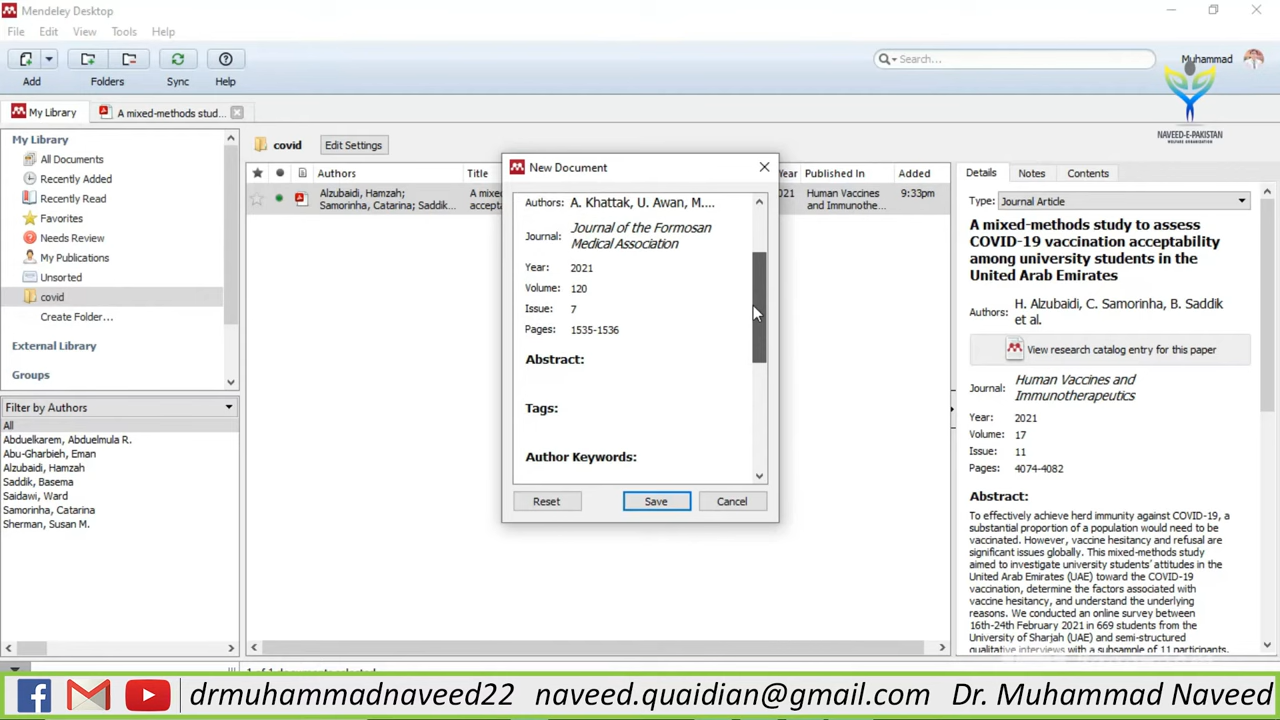 Mendeley Desktop
File Edit View Tools Help
Search...
Muhammad
Add Folders Sync Help
NAVEED-E-PAKISTAN
WELFARE ORGANIZATION
My Library
A mixed-methods stud...
My Library
All Documents
Recently Added
Recently Read
Favorites
Needs Review
My Publications
Unsorted
covid
Create Folder...
External Library
Groups
Filter by Authors
All
Abduelkarem, Abduelmula R.
Abu-Gharbieh, Eman
Alzubaidi, Hamzah
Saddik, Basema
Saidawi, Ward
Samorinha, Catarina
Sherman, Susan M.
covid Edit Settings
Authors Title Year Published In Added
Alzubaidi, Hamzah; A mixed 2021 Human Vaccines 9:33pm
Samorinha, Catarina; Saddik... accepta and Immunothe...
New Document
Authors: A. Khattak, U. Awan, M....
Journal: Journal of the Formosan
Medical Association
Year: 2021
Volume: 120
Issue: 7
Pages: 1535-1536
Abstract:
Tags:
Author Keywords:
Reset Save Cancel
Details Notes Contents
Type: Journal Article
A mixed-methods study to assess
COVID-19 vaccination acceptability
among university students in the
United Arab Emirates
Authors: H. Alzubaidi, C. Samorinha, B. Saddik
et al.
View research catalog entry for this paper
Journal: Human Vaccines and
Immunotherapeutics
Year: 2021
Volume: 17
Issue: 11
Pages: 4074-4082
Abstract:
To effectively achieve herd immunity against COVID-19, a
substantial proportion of a population would need to be
vaccinated. However, vaccine hesitancy and refusal are
significant issues globally. This mixed-methods study
aimed to investigate university students' attitudes in the
United Arab Emirates (UAE) toward the COVID-19
vaccination, determine the factors associated with
vaccine hesitancy, and understand the underlying
reasons. We conducted an online survey between
16th-24th February 2021 in 669 students from the
University of Sharjah (UAE) and semi-structured
qualitative interviews with a subsample of 11 participants.
drmuhammadnaveed22 naveed.quaidian@gmail.com Dr. Muhammad Naveed